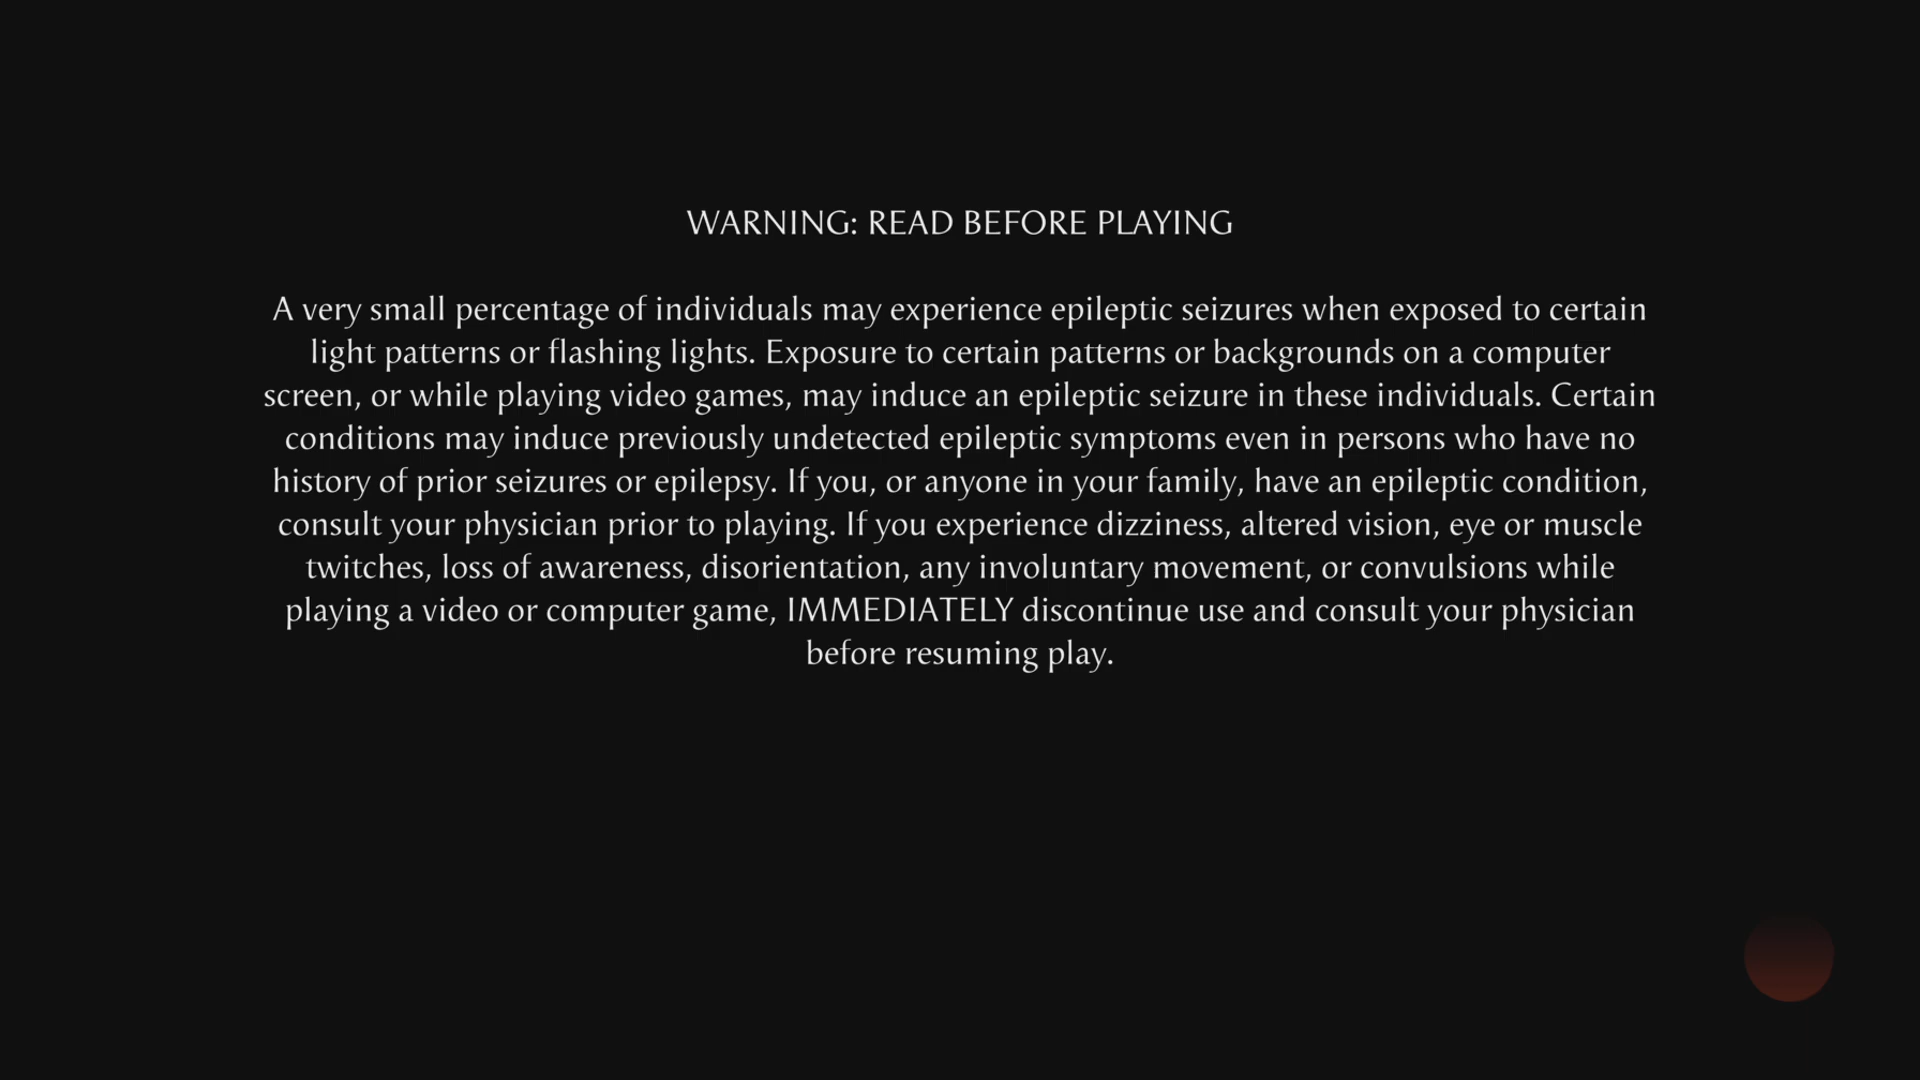 WARNING: READ BEFORE PLAYING
A very small percentage of individuals may experience epileptic seizures when exposed to certain
light patterns or flashing lights. Exposure to certain patterns or backgrounds on a computer
screen, or while playing video games, may induce an epileptic seizure in these individuals. Certain
conditions may induce previously undetected epileptic symptoms even in persons who have no
history of prior seizures or epilepsy. If you, or anyone in your family, have an epileptic condition,
consult your physician prior to playing. If you experience dizziness, altered vision, eye or muscle
twitches, loss of awareness, disorientation, any involuntary movement, or convulsions while
playing a video or computer game, IMMEDIATELY discontinue use and consult your physician
before resuming play.